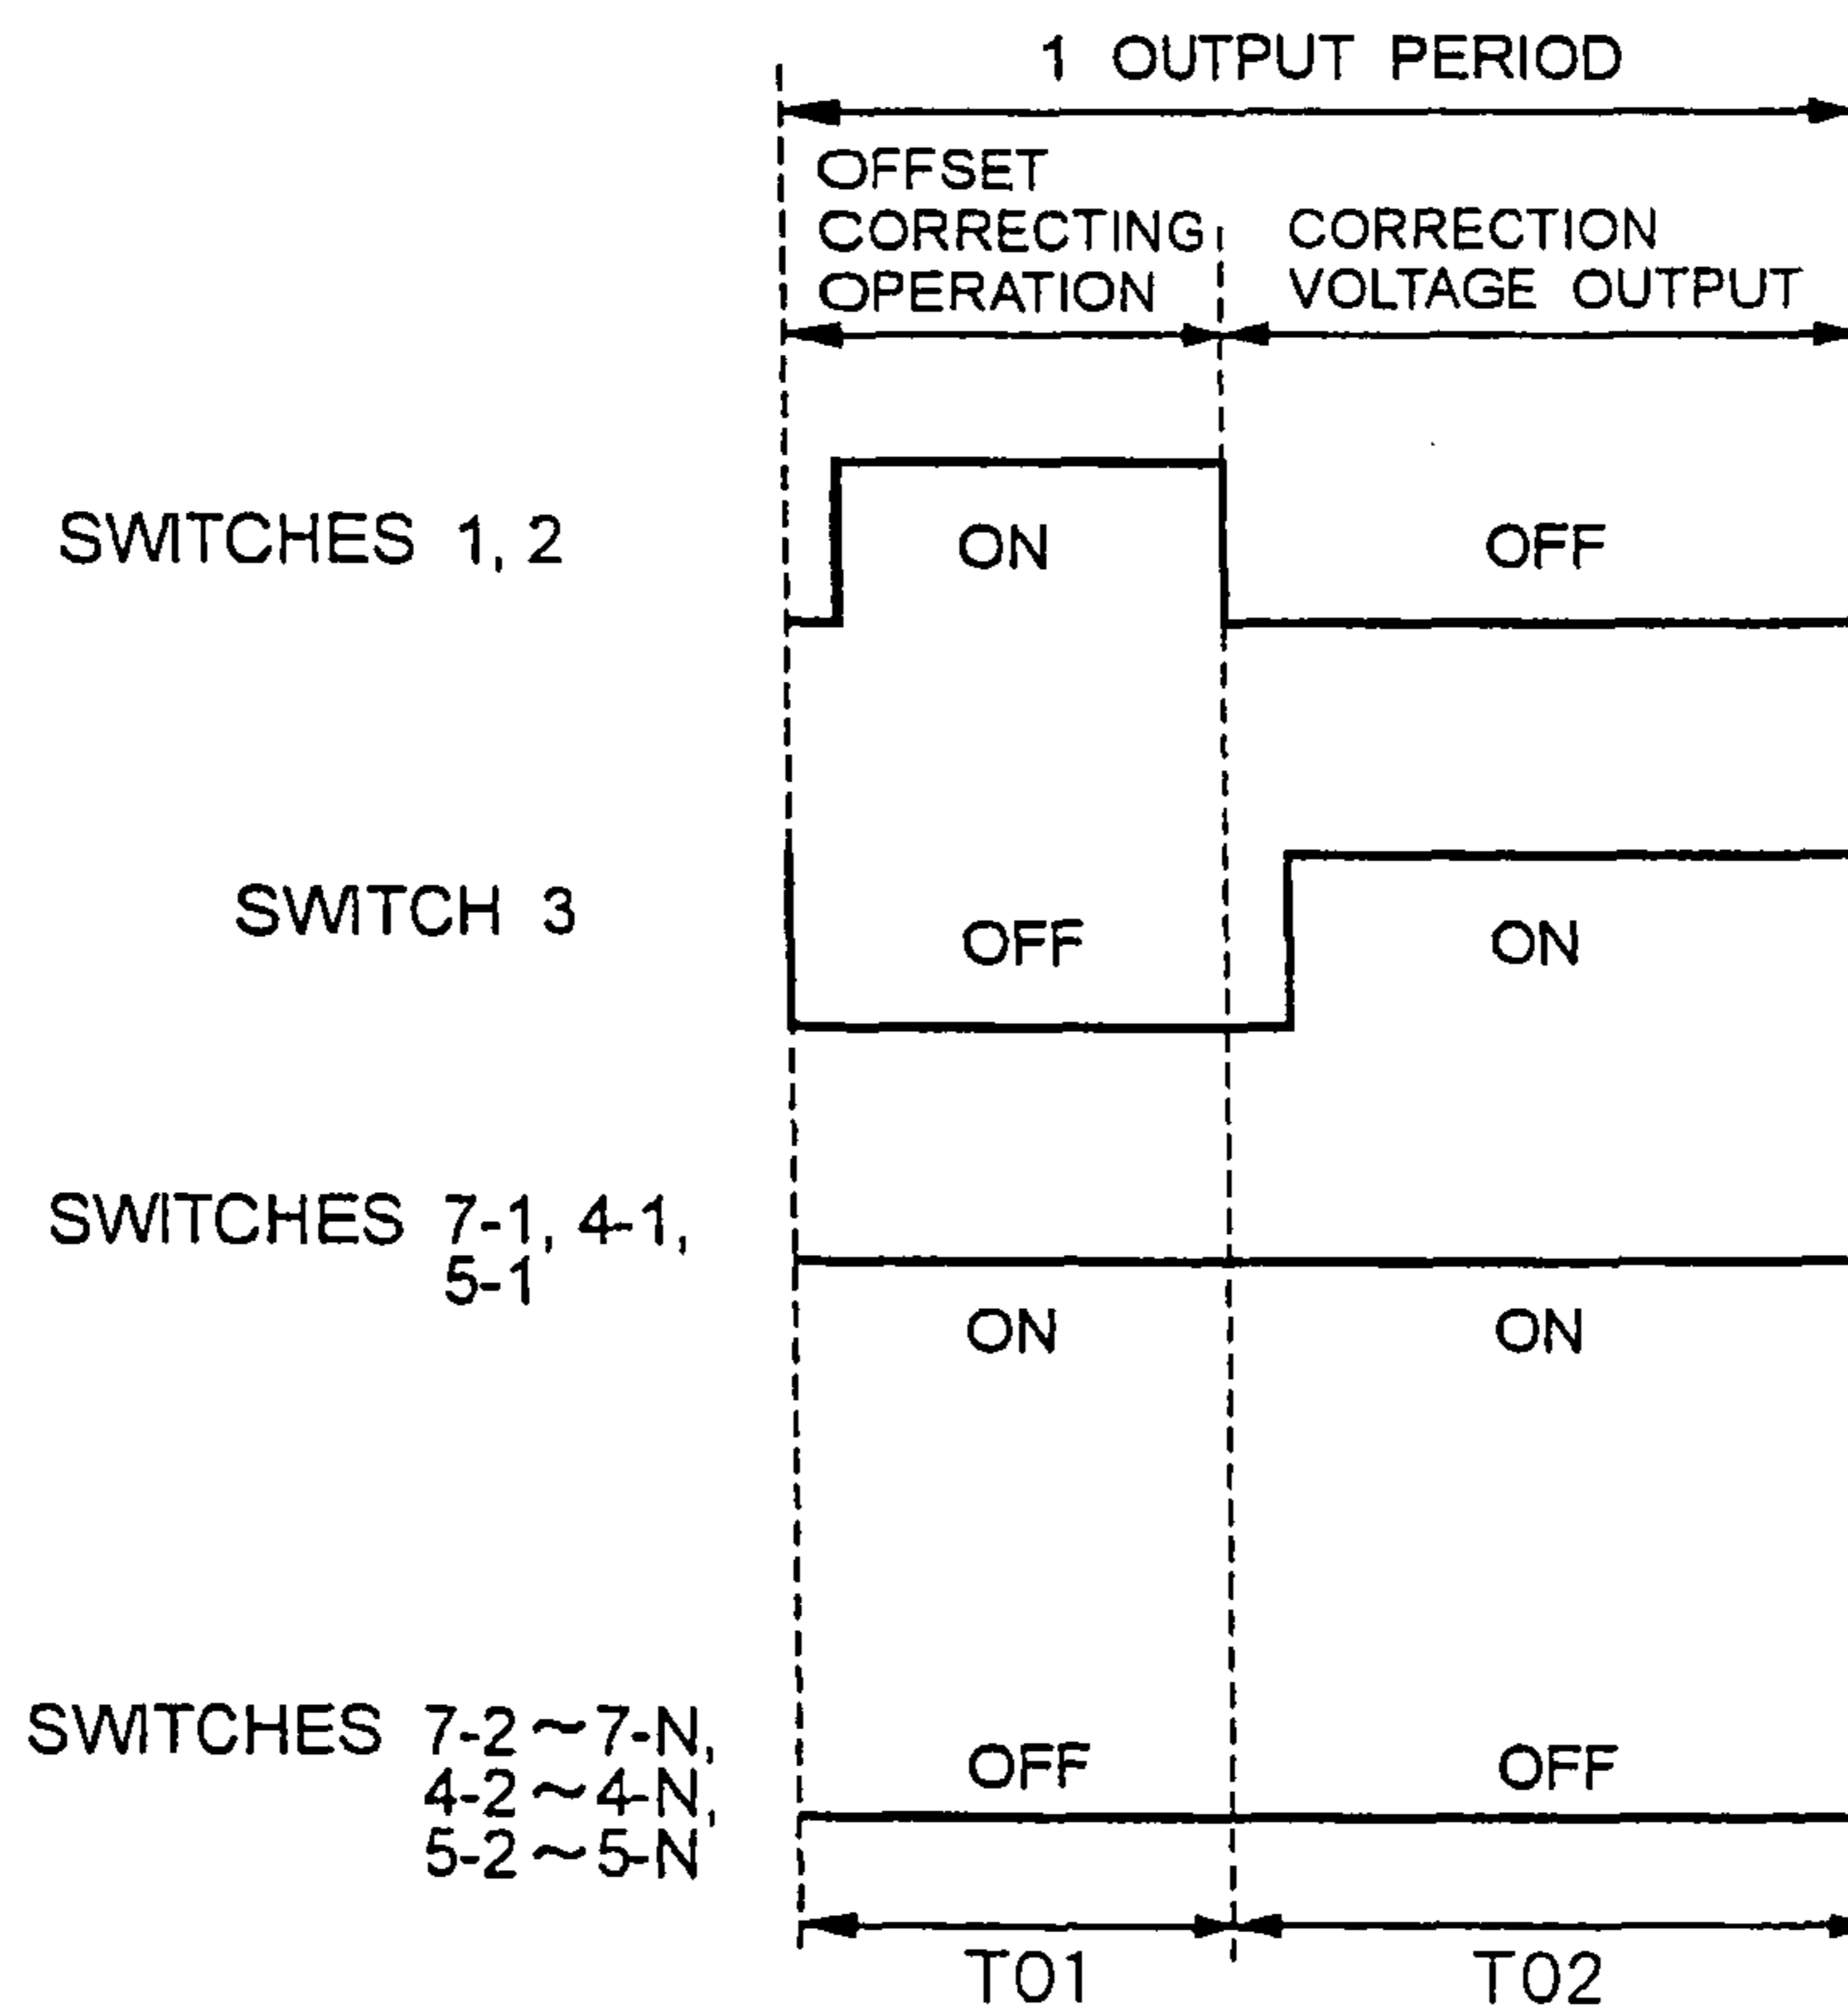 1 OUTPUT PERIOD
OFFSET
CORRECTING
OPERATION
CORRECTION
VOLTAGE OUTPUT
SWITCHES 1, 2
ON
OFF
SWITCH 3
OFF
ON
SWITCHES 7-1, 4-1,
5-1
ON
ON
SWITCHES 7-2~7-N,
4-2~4-N,
5-2~5-N
OFF
OFF
TO1
TO2